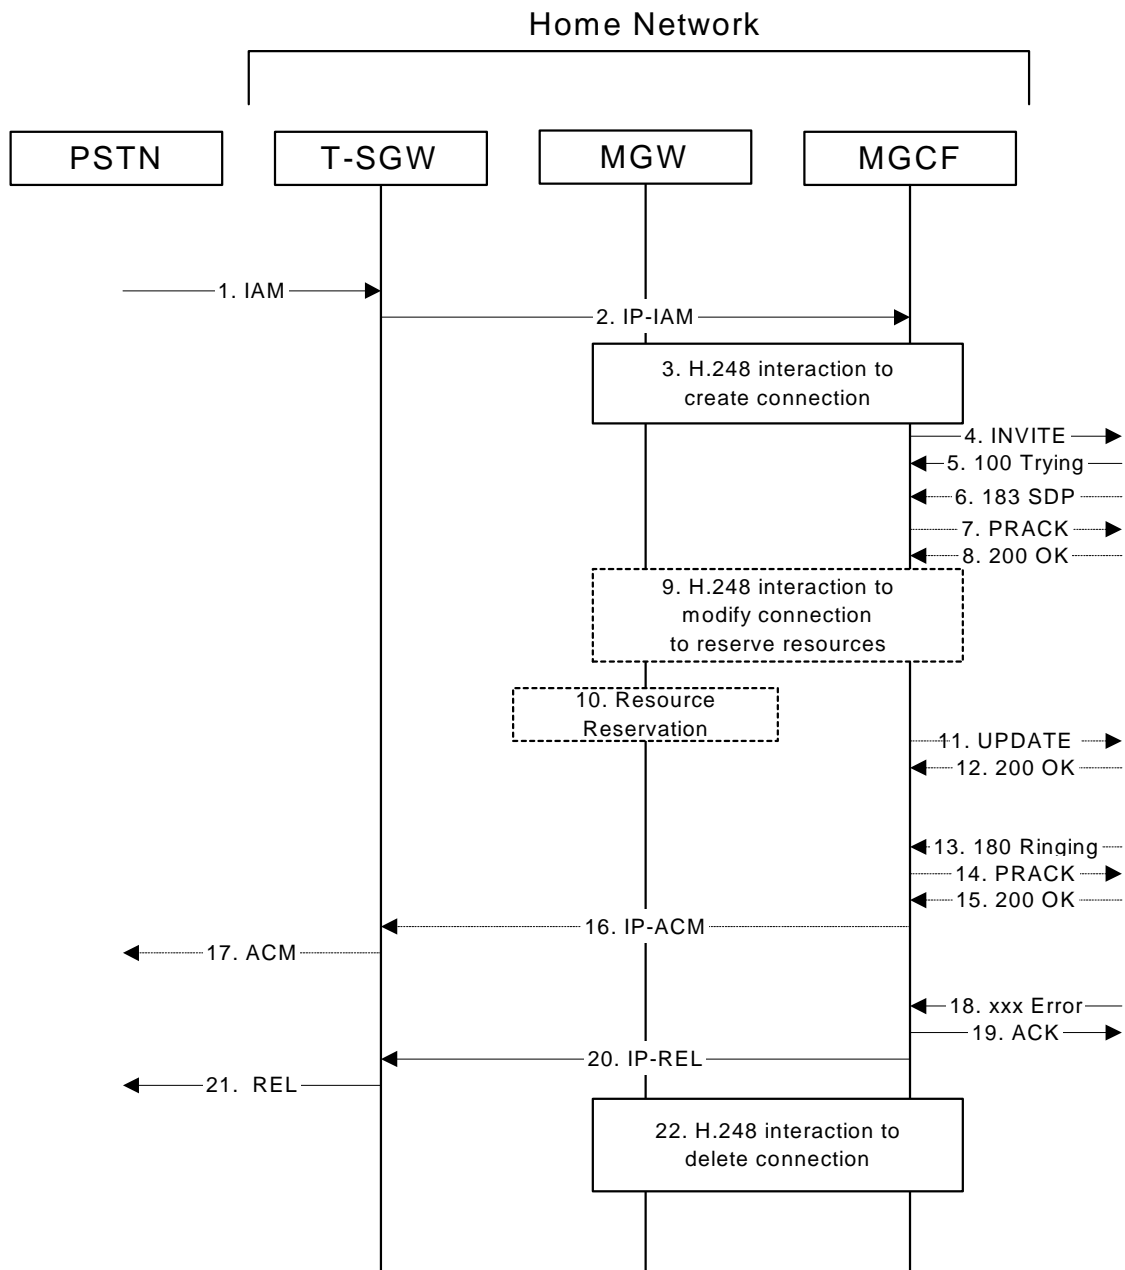 Home Network
PSTN
T-SGW
MGW
MGCF
1. IAM
2. IP-IAM
3. H.248 interaction to
create connection
4. INVITE
5. 100 Trying
6. 183 SDP
7. PRACK
8. 200 OK
9. H.248 interaction to
modify connection
to reserve resources
10. Resource
Reservation
11. UPDATE
12. 200 OK
13. 180 Ringing
14. PRACK
15. 200 OK
16. IP-ACM
17. ACM
18. xxx Error
19. ACK
20. IP-REL
21. REL
22. H.248 interaction to
delete connection